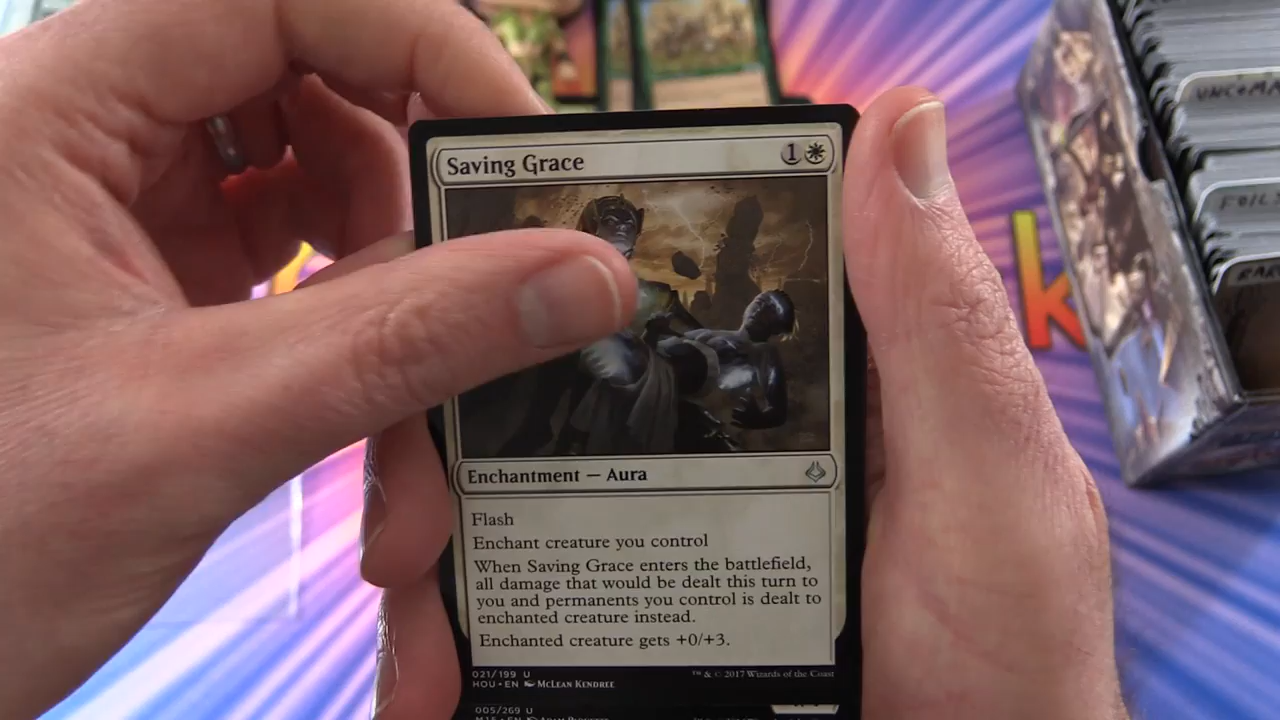 Saving Grace 1
Enchantment — Aura
Flash
Enchant creature you control
When Saving Grace enters the battlefield,
all damage that would be dealt this turn to
you and permanents you control is dealt to
enchanted creature instead.
Enchanted creature gets +0/+3.
021/199 U
HOU • EN McLean Kendree
™ & © 2017 Wizards of the Coast
005/269 U
k
FOILS